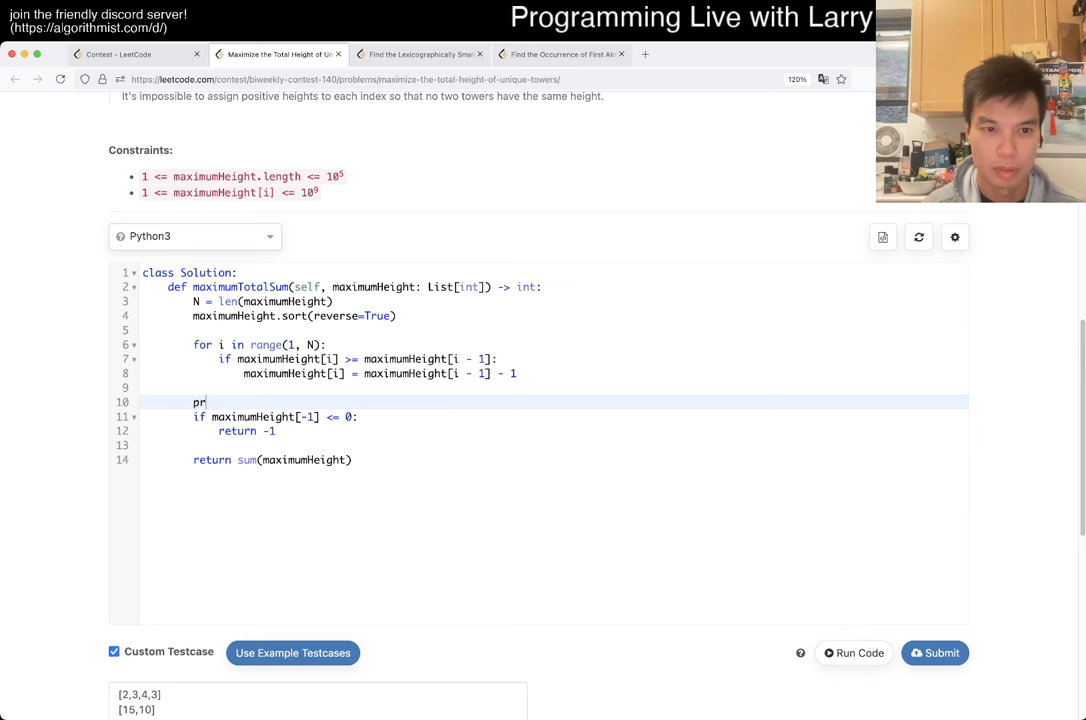 join the friendly discord server!
(https://algorithmist.com/d/)
Programming Live with Larry
Contest - LeetCode
Maximize the Total Height of Un
Find the Lexicographically Smal
Find the Occurrence of First Aln
https://leetcode.com/contest/biweekly-contest-140/problems/maximize-the-total-height-of-unique-towers/
120%
It's impossible to assign positive heights to each index so that no two towers have the same height.
Constraints:
1 <= maximumHeight.length <= 10^5
1 <= maximumHeight[i] <= 10^9
Python3
1 class Solution:
2 def maximumTotalSum(self, maximumHeight: List[int]) -> int:
3 N = len(maximumHeight)
4 maximumHeight.sort(reverse=True)
5
6 for i in range(1, N):
7 if maximumHeight[i] >= maximumHeight[i - 1]:
8 maximumHeight[i] = maximumHeight[i - 1] - 1
9
10 pr
11 if maximumHeight[-1] <= 0:
12 return -1
13
14 return sum(maximumHeight)
Custom Testcase
Use Example Testcases
Run Code
Submit
[2,3,4,3]
[15,10]